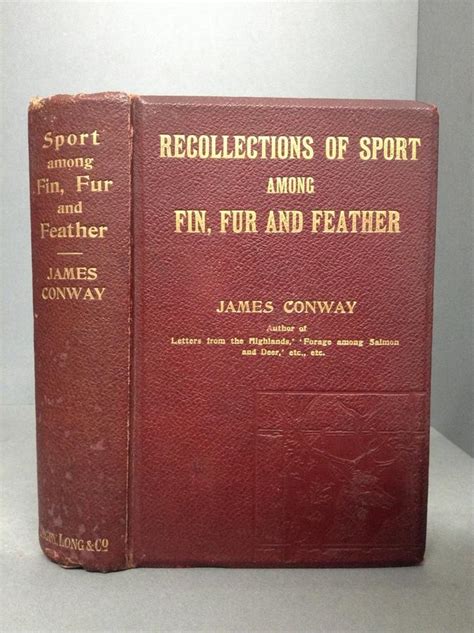 Sport
among
Fin, Fur
and
Feather
JAMES
CONWAY
LONG & Co
RECOLLECTIONS OF SPORT
AMONG
FIN, FUR AND FEATHER
JAMES CONWAY
Author of
Letters from the Highlands,' 'Forage among Salmon
and Deer,' etc., etc.